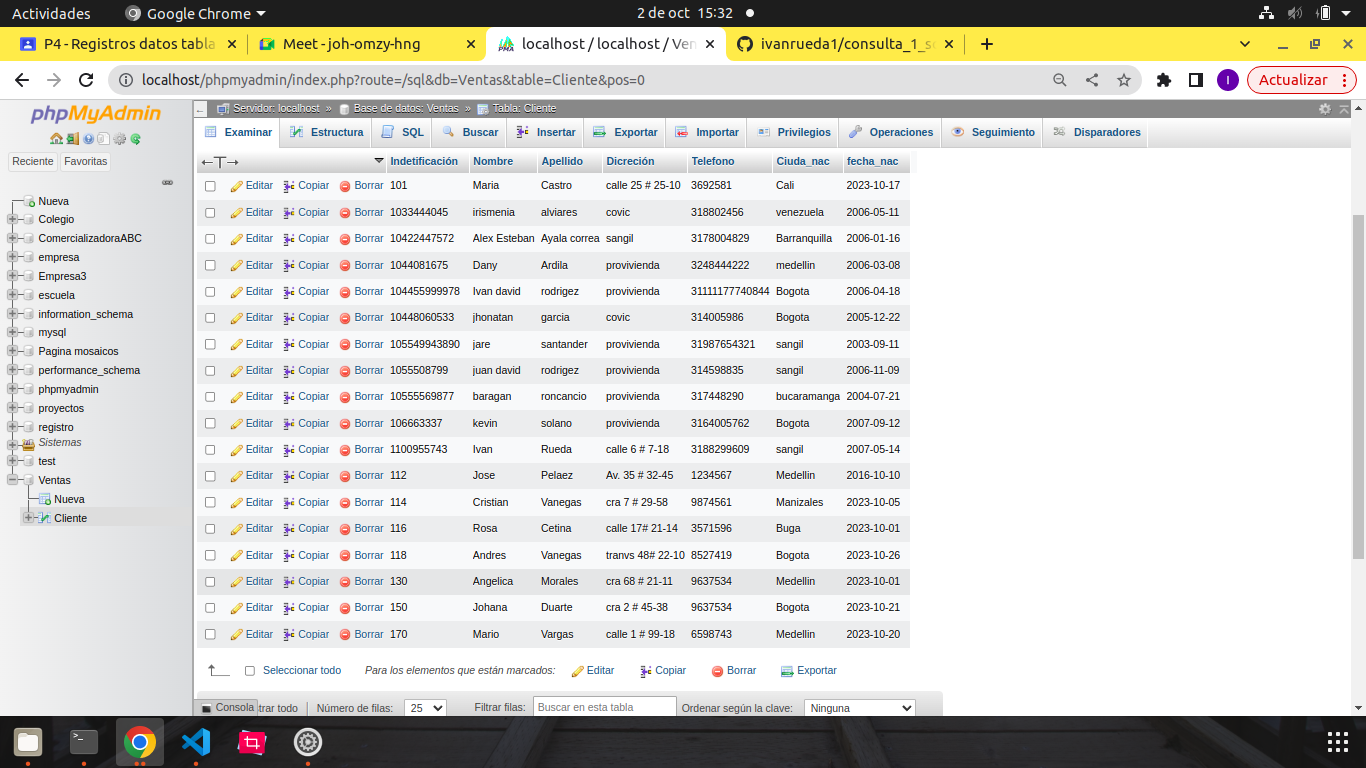 Actividades Google Chrome 2 de oct 15:32
P4 - Registros datos tabla Meet - joh-omzy-hng localhost / localhost / Ven ivanrueda1/consulta_1_s
localhost/phpmyadmin/index.php?route=/sql&db=Ventas&table=Cliente&pos=0 I Actualizar
phpMyAdmin
Reciente Favoritas
Nueva
Colegio
ComercializadoraABC
empresa
Empresa3
escuela
information_schema
mysql
Pagina mosaicos
performance_schema
phpmyadmin
proyectos
registro
Sistemas
test
Ventas
Nueva
Cliente
Servidor: localhost » Base de datos: Ventas » Tabla: Cliente
Examinar Estructura SQL Buscar Insertar Exportar Importar Privilegios Operaciones Seguimiento Disparadores
←T→ Indetificación Nombre Apellido Dicreción Telefono Ciuda_nac fecha_nac
Editar Copiar Borrar 101 Maria Castro calle 25 # 25-10 3692581 Cali 2023-10-17
Editar Copiar Borrar 1033444045 irismenia alviares covic 318802456 venezuela 2006-05-11
Editar Copiar Borrar 10422447572 Alex Esteban Ayala correa sangil 3178004829 Barranquilla 2006-01-16
Editar Copiar Borrar 1044081675 Dany Ardila provivienda 3248444222 medellin 2006-03-08
Editar Copiar Borrar 104455999978 Ivan david rodrigez provivienda 31111177740844 Bogota 2006-04-18
Editar Copiar Borrar 10448060533 jhonatan garcia covic 314005986 Bogota 2005-12-22
Editar Copiar Borrar 105549943890 jare santander provivienda 31987654321 sangil 2003-09-11
Editar Copiar Borrar 1055508799 juan david rodrigez provivienda 314598835 sangil 2006-11-09
Editar Copiar Borrar 10555569877 baragan roncancio provivienda 317448290 bucaramanga 2004-07-21
Editar Copiar Borrar 106663337 kevin solano provivienda 3164005762 Bogota 2007-09-12
Editar Copiar Borrar 1100955743 Ivan Rueda calle 6 # 7-18 3188299609 sangil 2007-05-14
Editar Copiar Borrar 112 Jose Pelaez Av. 35 # 32-45 1234567 Medellin 2016-10-10
Editar Copiar Borrar 114 Cristian Vanegas cra 7 # 29-58 9874561 Manizales 2023-10-05
Editar Copiar Borrar 116 Rosa Cetina calle 17# 21-14 3571596 Buga 2023-10-01
Editar Copiar Borrar 118 Andres Vanegas tranvs 48# 22-10 8527419 Bogota 2023-10-26
Editar Copiar Borrar 130 Angelica Morales cra 68 # 21-11 9637534 Medellin 2023-10-01
Editar Copiar Borrar 150 Johana Duarte cra 2 # 45-38 9637534 Bogota 2023-10-21
Editar Copiar Borrar 170 Mario Vargas calle 1 # 99-18 6598743 Medellin 2023-10-20
Seleccionar todo Para los elementos que están marcados: Editar Copiar Borrar Exportar
Consola strar todo Número de filas: 25 Filtrar filas: Buscar en esta tabla Ordenar según la clave: Ninguna